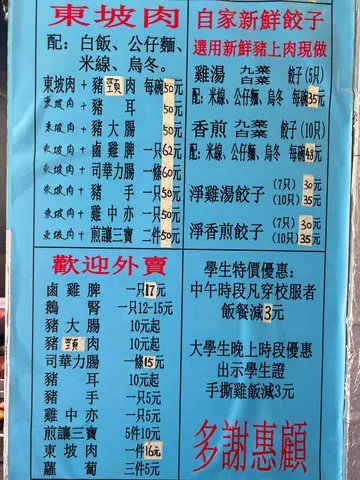 東坡肉
配：白飯、公仔麵、
米線、烏冬。
東坡肉+豬頸肉 每碗50元
東坡肉+豬耳 50元
東坡肉+豬大腸 50元
東坡肉+鹵雞脾 一只62元
東坡肉+司華力腸 一條60元
東坡肉+豬手 一只50元
東坡肉+雞中亦 一只50元
東坡肉+煎讓三寶 二件50元
自家新鮮餃子
選用新鮮豬上肉現做
雞湯 九菜 白菜 餃子(5只)
配：米線、公仔麵、烏冬 每碗35元
香煎 九菜 白菜 餃子(10只)
配：米線、公仔麵、烏冬 每碗43元
淨雞湯餃子 (7只) 30元
(10只) 35元
淨香煎餃子 (7只) 30元
(10只) 35元
歡迎外賣
鹵雞脾 一只17元
鵝腎 一只12-15元
豬大腸 10元起
豬頸肉 10元起
司華力腸 一條15元
豬耳 10元起
豬手 一只5元
雞中亦 一只5元
煎讓三寶 5件10元
東坡肉 一件16元
蘿蔔 三件5元
學生特價優惠：
中午時段凡穿校服者
飯餐減3元
大學生晚上時段優惠
出示學生證
手撕雞飯減3元
多謝惠顧